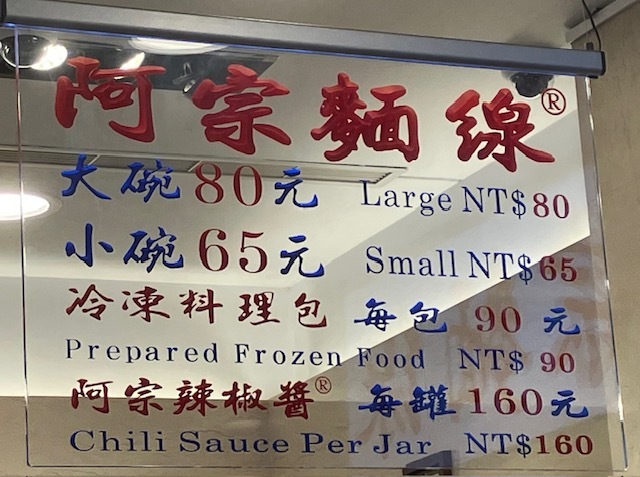 阿宗麵線®
大碗80元 Large NT$80
小碗65元 Small NT$65
冷凍料理包 每包 90 元
Prepared Frozen Food NT$ 90
阿宗辣椒醬® 每罐160元
Chili Sauce Per Jar NT$160